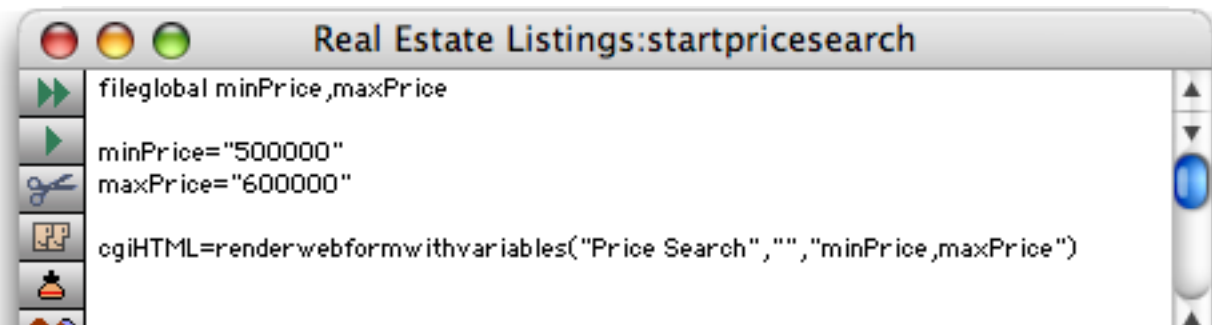 Real Estate Listings:startpricesearch
fileglobal minPrice,maxPrice
minPrice="500000"
maxPrice="600000"
cgiHTML=renderwebformwithvariables("Price Search","","minPrice,maxPrice")